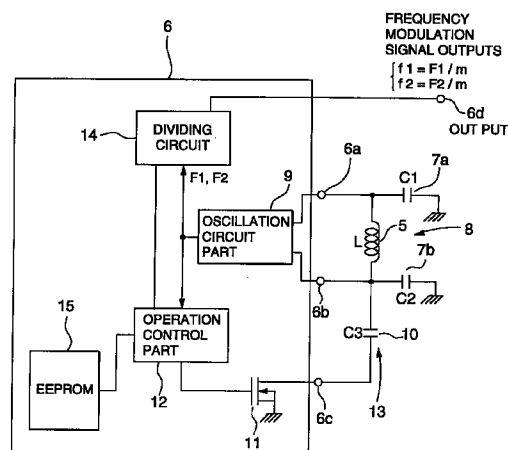 FREQUENCY
MODULATION
SIGNAL OUTPUTS
f1=F1/m
f2=F2/m
6
6d
OUT PUT
14
DIVIDING
CIRCUIT
F1, F2
9
6a
7a
C1
OSCILLATION
CIRCUIT
PART
L
5
8
7b
6b
C2
15
OPERATION
CONTROL
PART
C3
10
EEPROM
12
11
6c
13